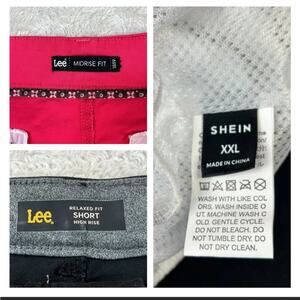 Lee
MIDRISE FIT
Lee
RELAXED FIT
SHORT
HIGH RISE
SHEIN
XXL
MADE IN CHINA
WASH WITH LIKE COL
ORS. WASH INSIDE O
UT. MACHINE WASH C
OLD. GENTLE CYCLE.
DO NOT BLEACH. DO
NOT TUMBLE DRY. DO
NOT DRY CLEAN.